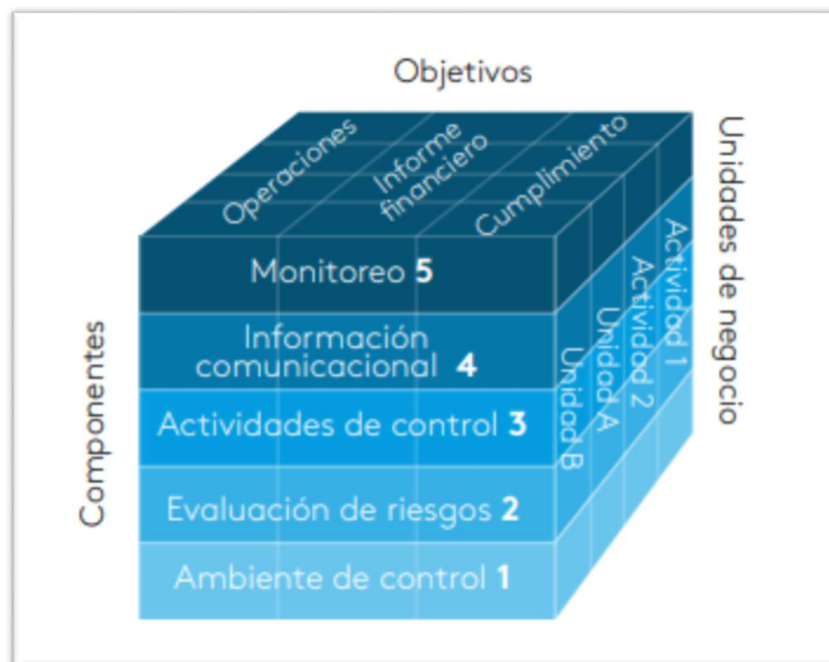 Objetivos
Operaciones
Informe
financiero
Cumplimiento
Monitoreo 5
Información
comunicacional 4
Actividades de control 3
Evaluación de riesgos 2
Ambiente de control 1
Componentes
Unidad B
Unidad A
Actividad 2
Actividad 1
Unidades de negocio